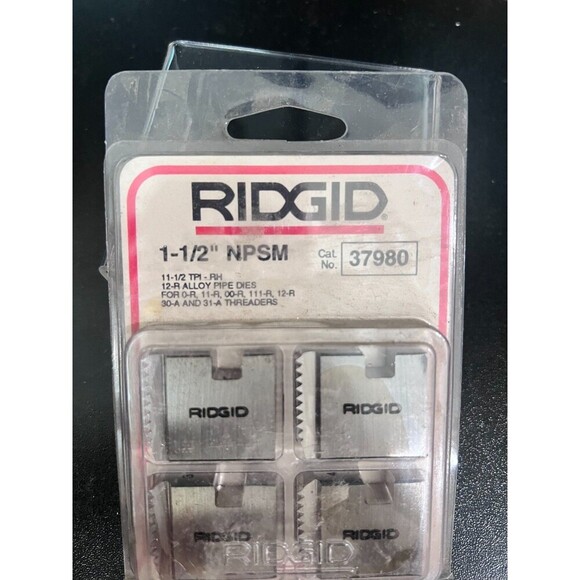 RIDGID
1-1/2" NPSM
Cat. No. 37980
11-1/2 TPI - RH
12-R ALLOY PIPE DIES
FOR 0-R, 11-R, 00-R, 111-R, 12-R
30-A AND 31-A THREADERS
RIDGID
RIDGID
RIDGID
RIDGID
RIDGID